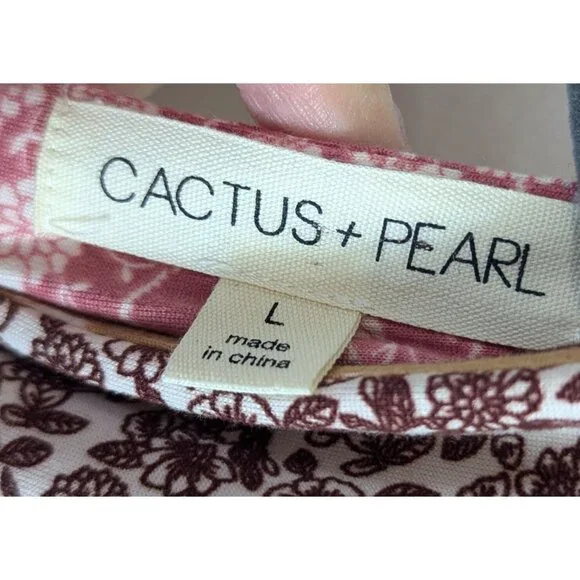 CACTUS + PEARL
L
made
in china